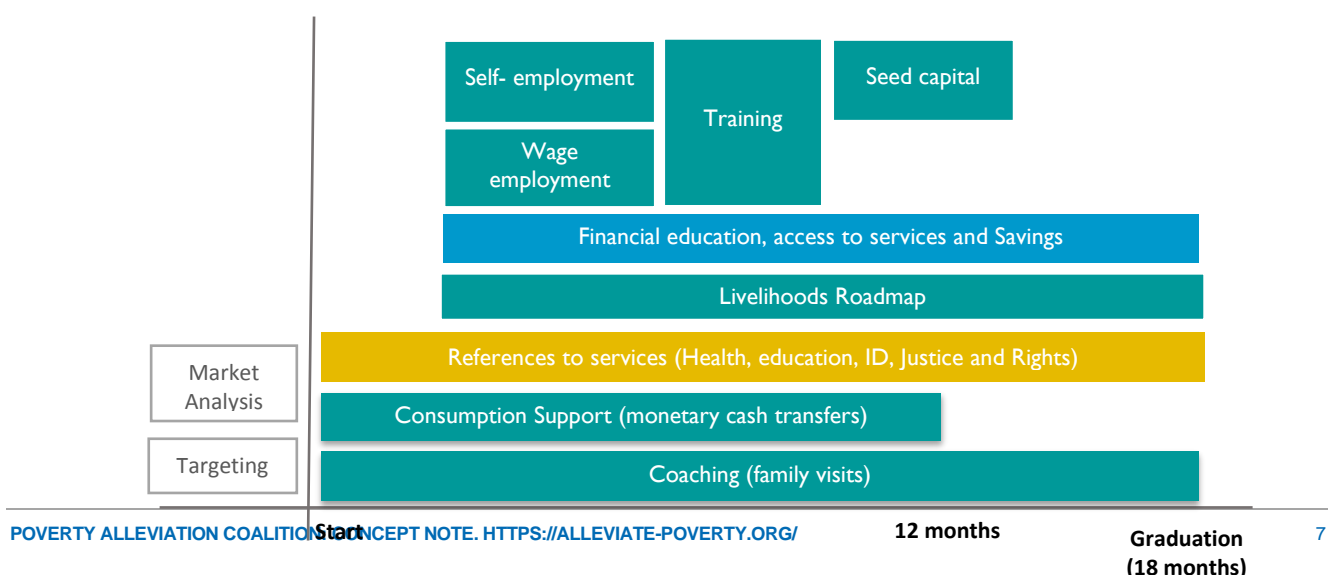 Self- employment
Training
Seed capital
Wage
employment
Financial education, access to services and Savings
Livelihoods Roadmap
References to services (Health, education, ID, Justice and Rights)
Market
Analysis
Consumption Support (monetary cash transfers)
Targeting
Coaching (family visits)
POVERTY ALLEVIATION COALITION CONCEPT NOTE. HTTPS://ALLEVIATE-POVERTY.ORG/
Start
12 months
Graduation
(18 months)
7